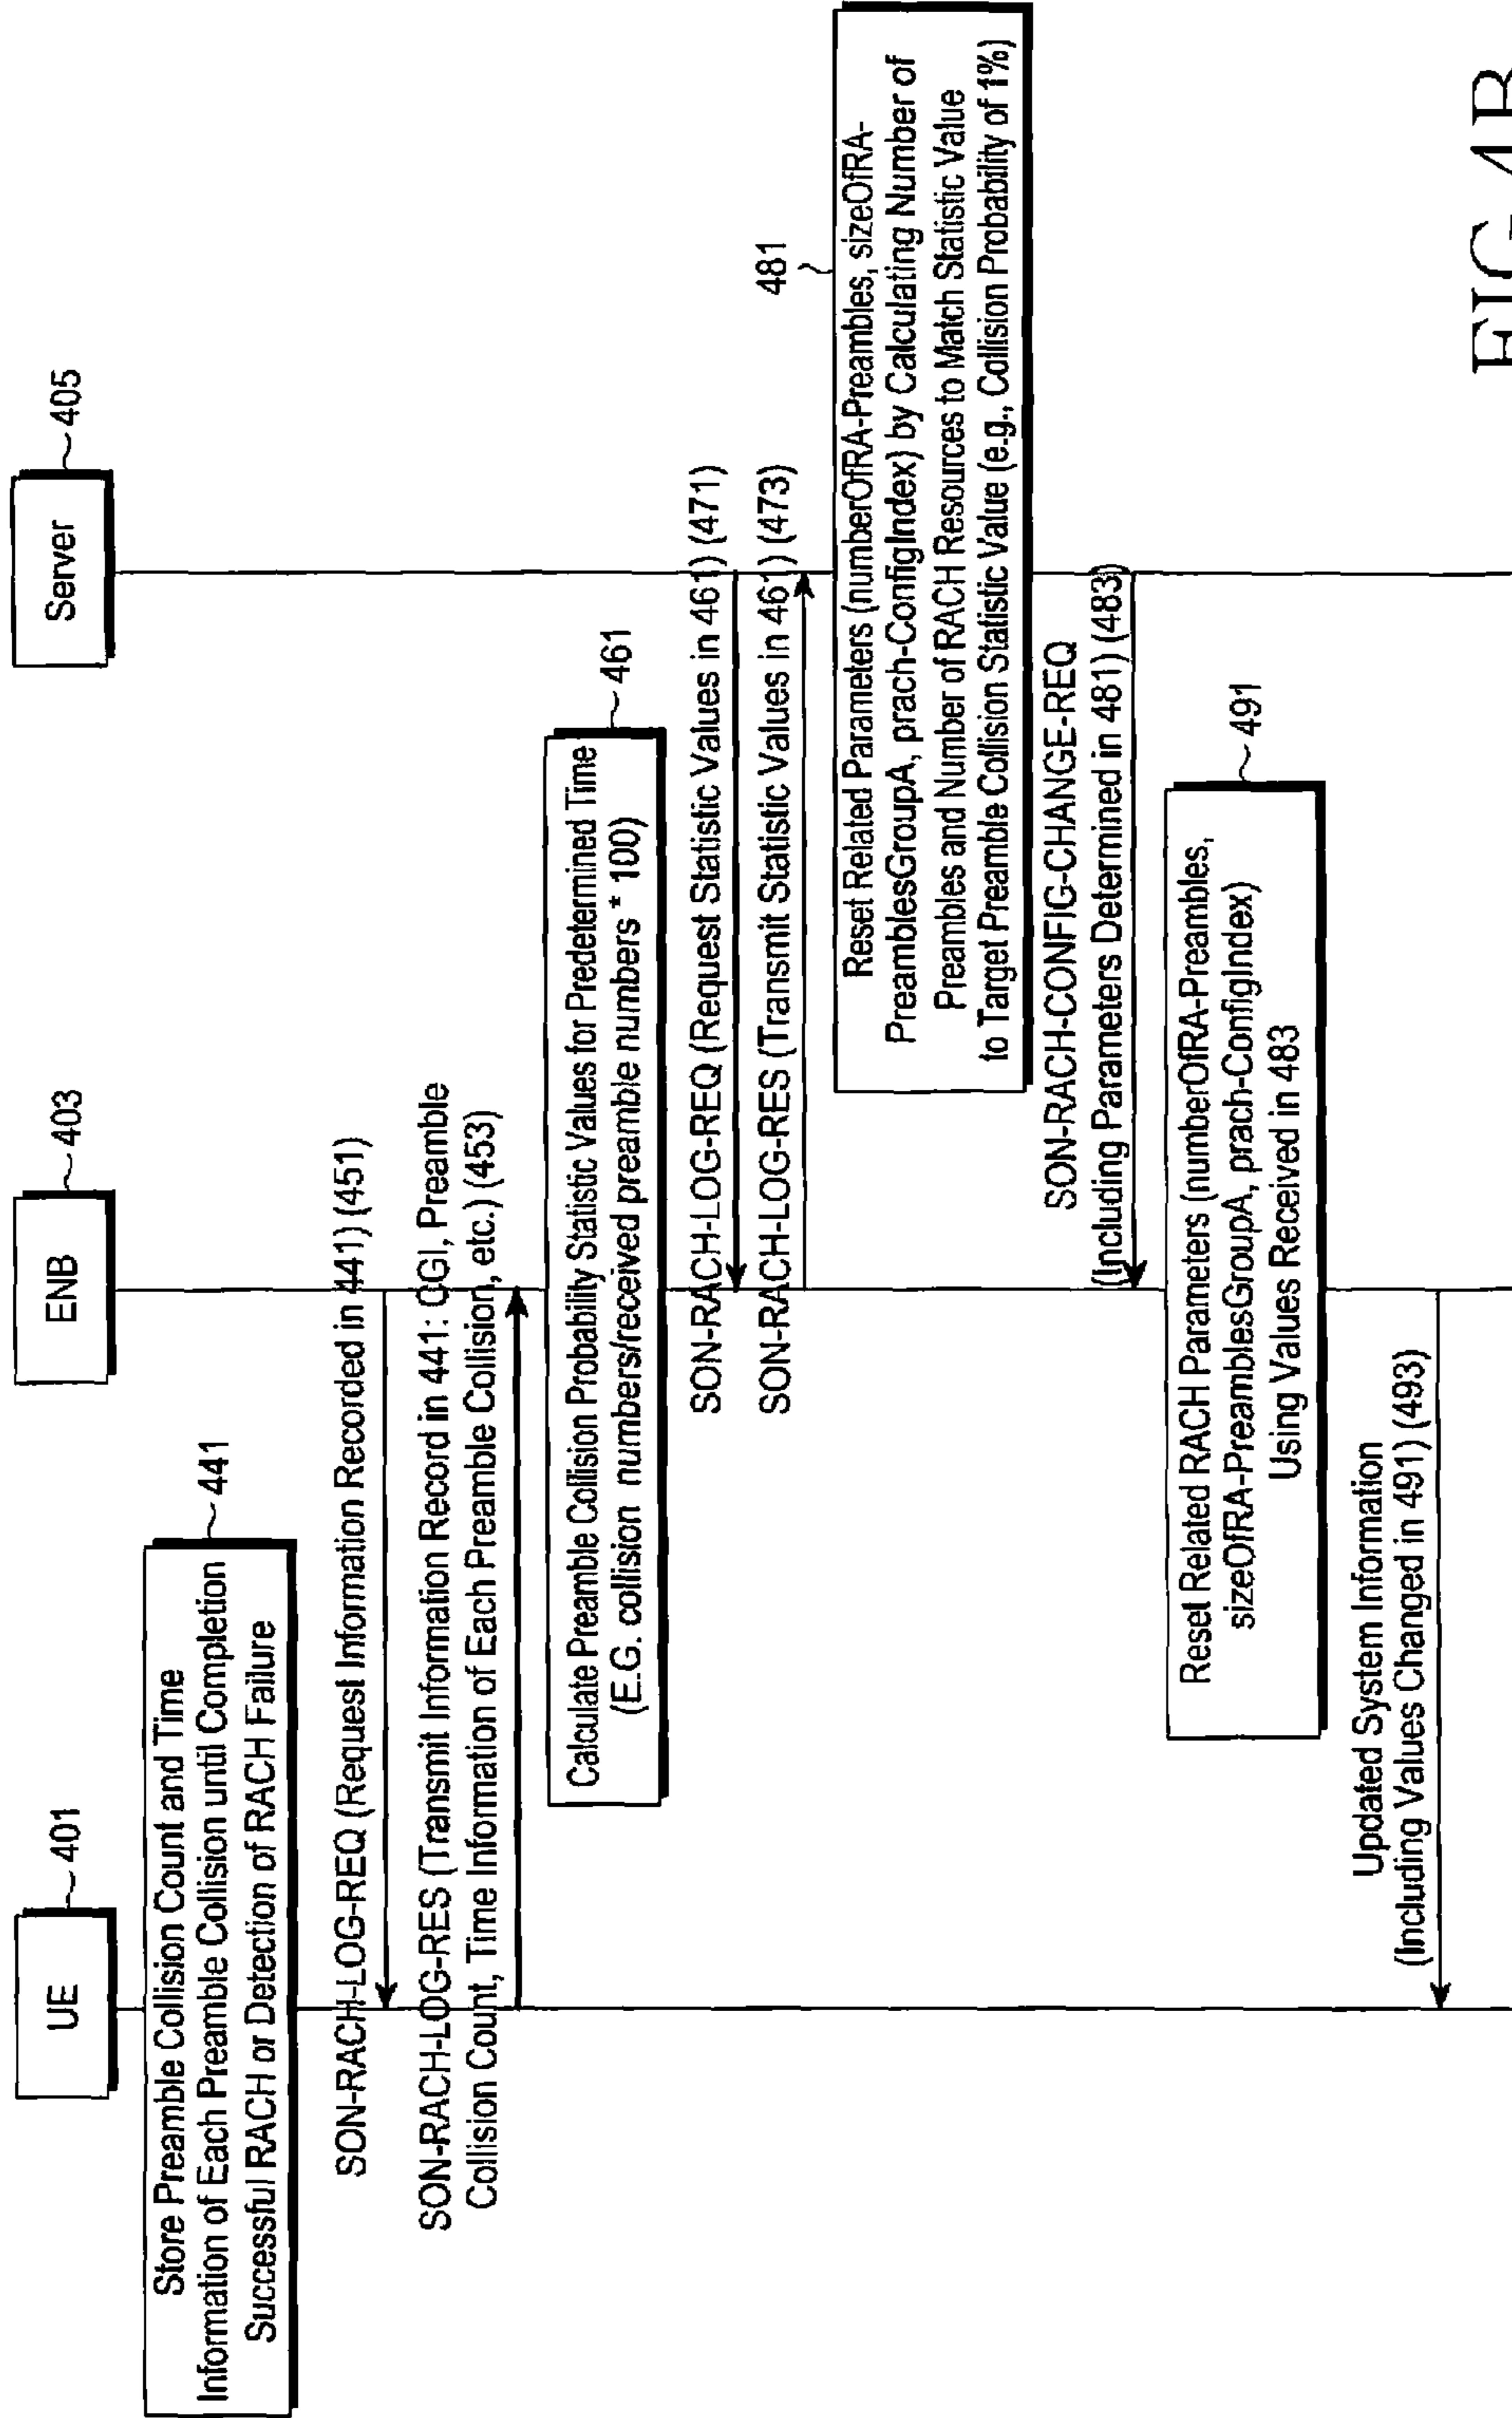 UE ~401
ENB ~403
Server ~405
Store Preamble Collision Count and Time
Information of Each Preamble Collision until Completion
Successful RACH or Detection of RACH Failure
~441
SON-RACH-LOG-REQ (Request Information Recorded in 441) (451)
SON-RACH-LOG-RES (Transmit Information Record in 441: CGI, Preamble
Collision Count, Time Information of Each Preamble Collision, etc.) (453)
Calculate Preamble Collision Probability Statistic Values for Predetermined Time
(E.G. collision numbers/received preamble numbers * 100)
~461
SON-RACH-LOG-REQ (Request Statistic Values in 461) (471)
SON-RACH-LOG-RES (Transmit Statistic Values in 461) (473)
481
Reset Related Parameters (numberOfRA-Preambles, sizeOfRA-
PreamblesGroupA, prach-ConfigIndex) by Calculating Number of
Preambles and Number of RACH Resources to Match Statistic Value
to Target Preamble Collision Statistic Value (e.g., Collision Probability of 1%)
SON-RACH-CONFIG-CHANGE-REQ
(Including Parameters Determined in 481) (483)
Reset Related RACH Parameters (numberOfRA-Preambles,
sizeOfRA-PreamblesGroupA, prach-ConfigIndex)
Using Values Received in 483
~491
Updated System Information
(Including Values Changed in 491) (493)
FIG.4B